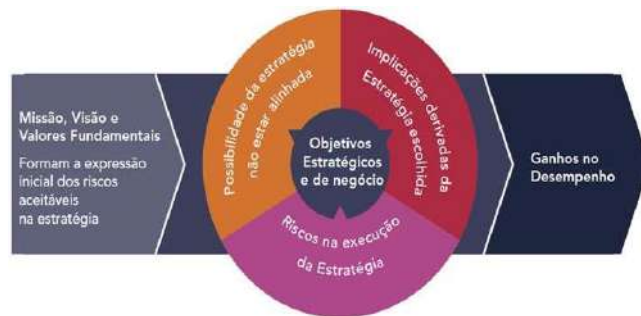 Missão, Visão e
Valores Fundamentais
Formam a expressão
inicial dos riscos
aceitáveis
na estratégia
Possibilidade da estratégia
não estar alinhada
Implicações derivadas da
Estratégia escolhida
Objetivos
Estratégicos
e de negócio
Riscos na execução
da Estratégia
Ganhos no
Desempenho